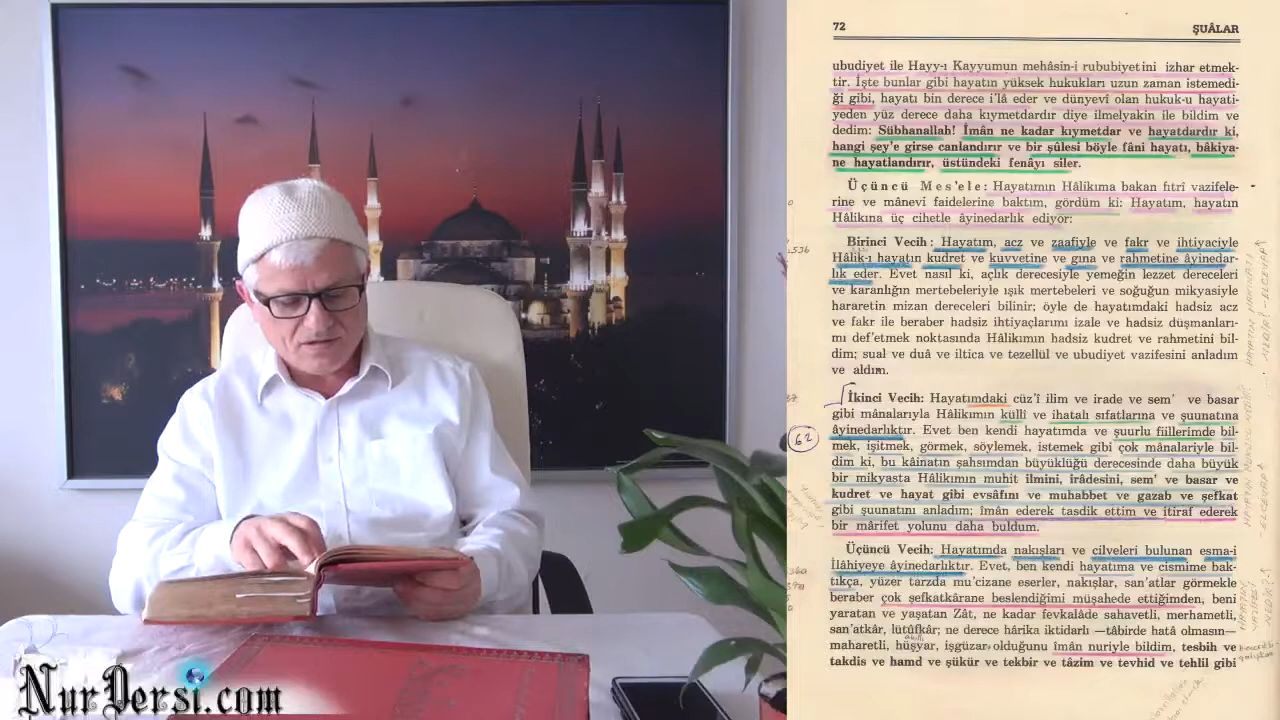 72 ŞUÂLAR
ubudiyet ile Hayy-ı Kayyumun mehâsin-i rububiyetini izhar etmek-
tir. İşte bunlar gibi hayatın yüksek hukukları uzun zaman istemedi-
ği gibi, hayatı bin derece i'lâ eder ve dünyevî olan hukuk-u hayati-
yeden yüz derece daha kıymetdardır diye ilmelyakin ile bildim ve
dedim: Sübhanallah! Îmân ne kadar kıymetdar ve hayatdardır ki,
hangi şey'e girse canlandırır ve bir şûlesi böyle fâni hayatı, bâkiya-
ne hayatlandırır, üstündeki fenâyı siler.
Üçüncü Mes'ele: Hayatımın Hâlikıma bakan fıtrî vazifele-
rine ve mânevî faidelerine baktım, gördüm ki: Hayatım, hayatın
Hâlikına üç cihetle âyinedarlık ediyor:
Birinci Vecih: Hayatım, acz ve zaafiyle ve fakr ve ihtiyaciyle
Hâlik-ı hayatın kudret ve kuvvetine ve gına ve rahmetine âyinedar-
lık eder. Evet nasıl ki, açlık derecesiyle yemeğin lezzet dereceleri
ve karanlığın mertebeleriyle ışık mertebeleri ve soğuğun mikyasiyle
hararetin mizan dereceleri bilinir; öyle de hayatımdaki hadsiz acz
ve fakr ile beraber hadsiz ihtiyaçlarımı izale ve hadsiz düşmanları-
mı def'etmek noktasında Hâlikımın hadsiz kudret ve rahmetini bil-
dim; sual ve duâ ve iltica ve tezellül ve ubudiyet vazifesini anladım
ve aldım.
İkinci Vecih: Hayatımdaki cüz'î ilim ve irade ve sem' ve basar
gibi mânalarıyla Hâlikımın küllî ve ihatalı sıfatlarına ve şuunatına
âyinedarlıktır. Evet ben kendi hayatımda ve şuurlu fiillerimde bil-
62
mek, işitmek, görmek, söylemek, istemek gibi çok mânalariyle bil-
dim ki, bu kâinatın şahsımdan büyüklüğü derecesinde daha büyük
bir mikyasta Hâlikımın muhit ilmini, irâdesini, sem' ve basar ve
kudret ve hayat gibi evsâfını ve muhabbet ve gazab ve şefkat
gibi şuunatını anladım; îmân ederek tasdik ettim ve itiraf ederek
bir mârifet yolunu daha buldum.
Üçüncü Vecih: Hayatımda nakışları ve cilveleri bulunan esma-i
İlâhiyeye âyinedarlıktır. Evet, ben kendi hayatıma ve cismime bak-
tıkça, yüzer tarzda mu'cizane eserler, nakışlar, san'atlar görmekle
beraber çok şefkatkârane beslendiğimi müşahede ettiğimden, beni
yaratan ve yaşatan Zât, ne kadar fevkalâde sahavetli, merhametli,
san'atkâr, lütûfkâr; ne derece hârika iktidarlı —tâbirde hatâ olmasın—
maharetli, hüşyar, işgüzar olduğunu îmân nuriyle bildim, tesbih ve
takdis ve hamd ve şükür ve tekbir ve tâzim ve tevhid ve tehlil gibi
NurDersi.com